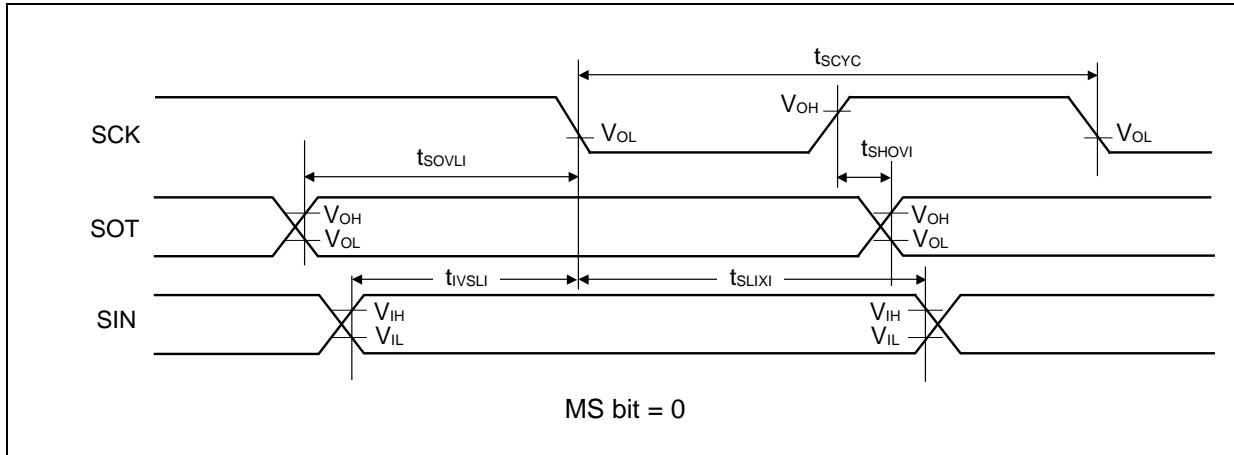 tSCYC
VOH
SCK
VOL
VOL
tSOVLI
tSHOVI
VOH
VOH
SOT
VOL
VOL
tIVSLI
tSLIXI
VIH
VIH
SIN
VIL
VIL
MS bit = 0